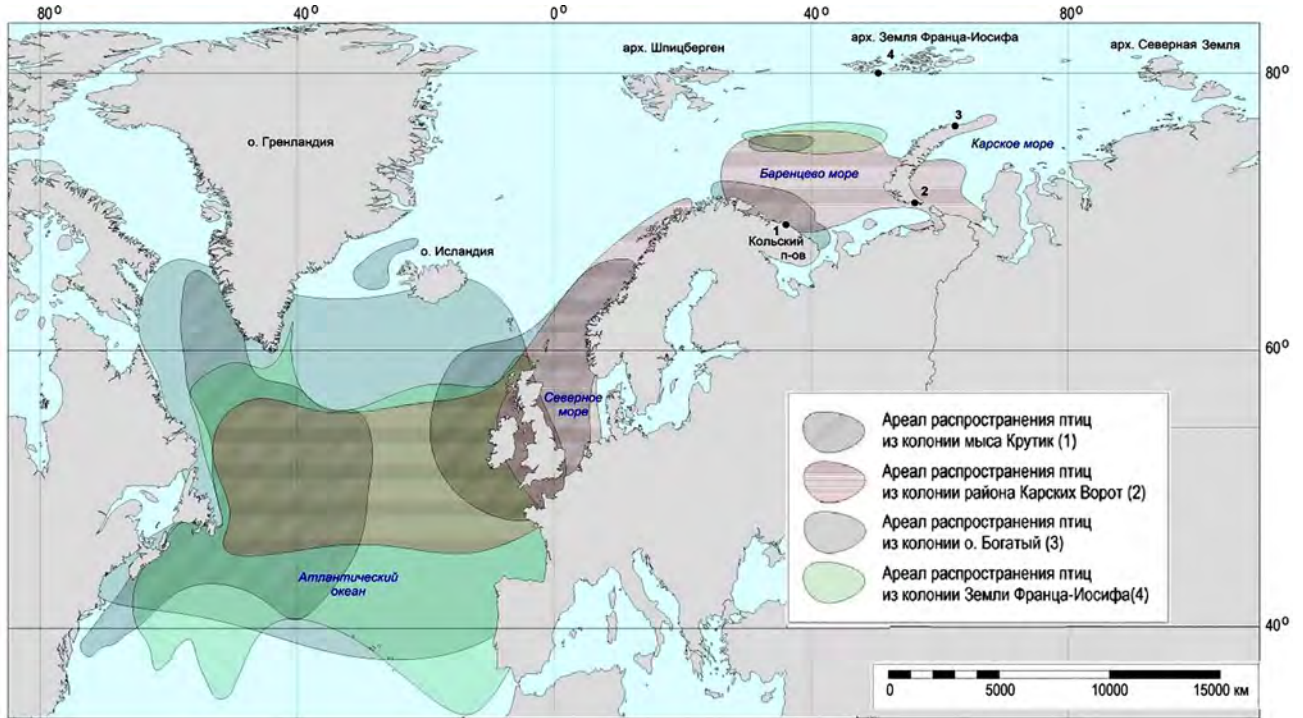 80° 40° 0° 40° 80°
арх. Шпицберген
арх. Земля Франца-Иосифа
арх. Северная Земля
4
80°
3
о. Гренландия
Карское море
Баренцево море
2
1
Кольский
п-ов
о. Исландия
60°
Северное
море
Атлантический
океан
40°
Ареал распространения птиц
из колонии мыса Крутик (1)
Ареал распространения птиц
из колонии района Карских Ворот (2)
Ареал распространения птиц
из колонии о. Богатый (3)
Ареал распространения птиц
из колонии Земли Франца-Иосифа(4)
0 5000 10000 15000 км